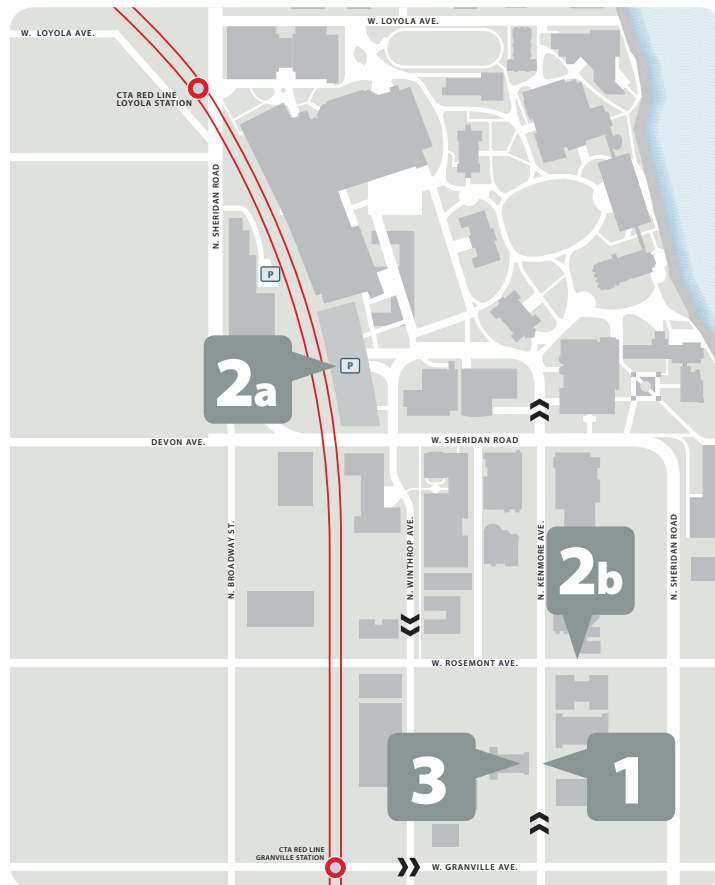 W. LOYOLA AVE.
W. LOYOLA AVE.
CTA RED LINE
LOYOLA STATION
N. SHERIDAN ROAD
P
P
2a
DEVON AVE.
W. SHERIDAN ROAD
N. BROADWAY ST.
N. WINTHROP AVE.
N. KENMORE AVE.
N. SHERIDAN ROAD
2b
W. ROSEMONT AVE.
3
1
CTA RED LINE
GRANVILLE STATION
W. GRANVILLE AVE.